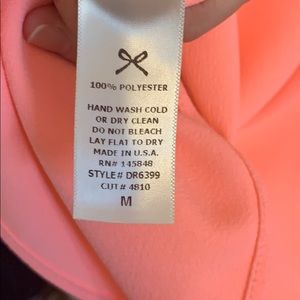 100% POLYESTER
HAND WASH COLD
OR DRY CLEAN
DO NOT BLEACH
LAY FLAT TO DRY
MADE IN U.S.A.
RN# 145848
STYLE# DR6399
CUT# 4810
M